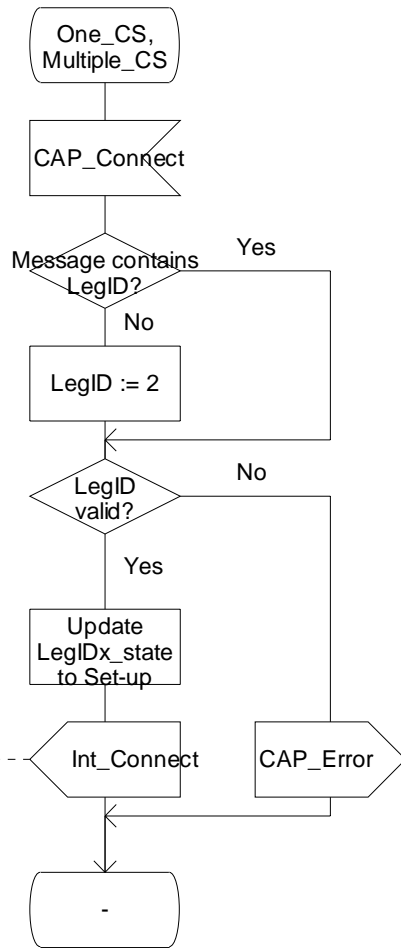 One_CS,
Multiple_CS
CAP_Connect
Message contains
LegID?
Yes
No
LegID := 2
LegID
valid?
No
Yes
Update
LegIDx_state
to Set-up
Int_Connect
CAP_Error
-